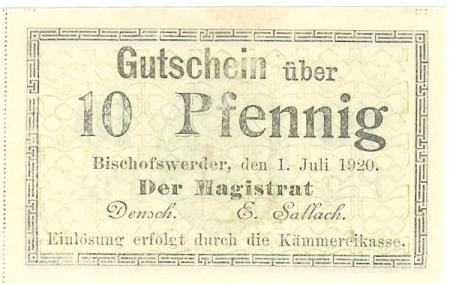 Gutschein über
10 Pfennig
Bischofswerder, den 1. Juli 1920.
Der Magistrat
Densch. E. Sallach.
Einlösung erfolgt durch die Kämmereikasse.